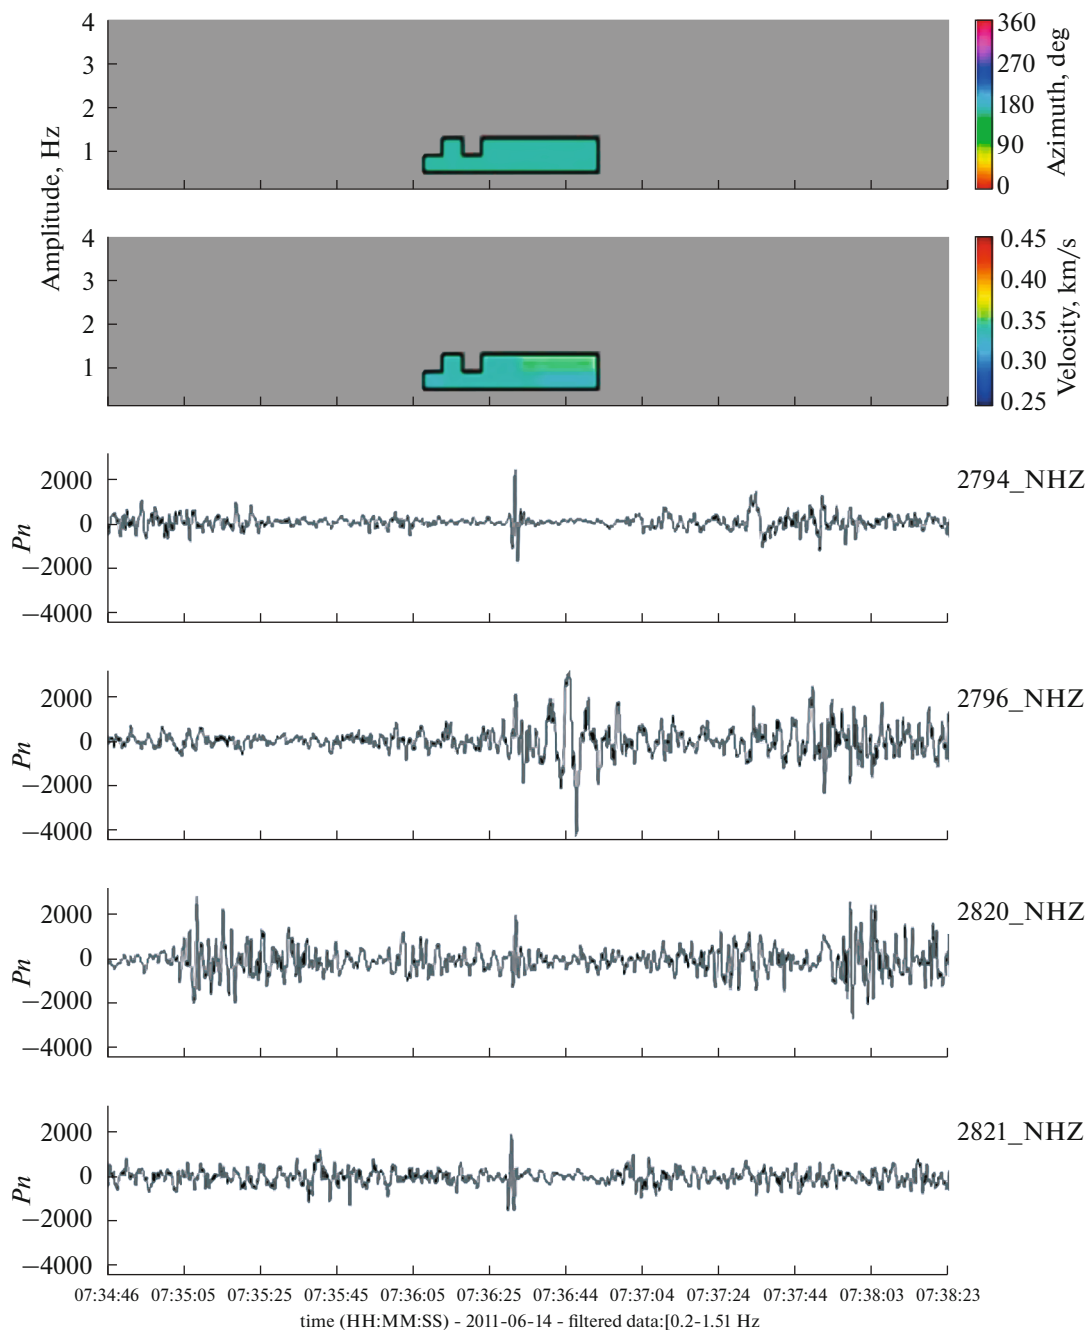 4
3
2
1
Amplitude, Hz
360
270
180
90
0
Azimuth, deg
4
3
2
1
0.45
0.40
0.35
0.30
0.25
Velocity, km/s
2794_NHZ
2000
0
−2000
−4000
Pn
2796_NHZ
2000
0
−2000
−4000
Pn
2820_NHZ
2000
0
−2000
−4000
Pn
2821_NHZ
2000
0
−2000
−4000
Pn
07:34:46 07:35:05 07:35:25 07:35:45 07:36:05 07:36:25 07:36:44 07:37:04 07:37:24 07:37:44 07:38:03 07:38:23
time (HH:MM:SS) - 2011-06-14 - filtered data:[0.2-1.51 Hz